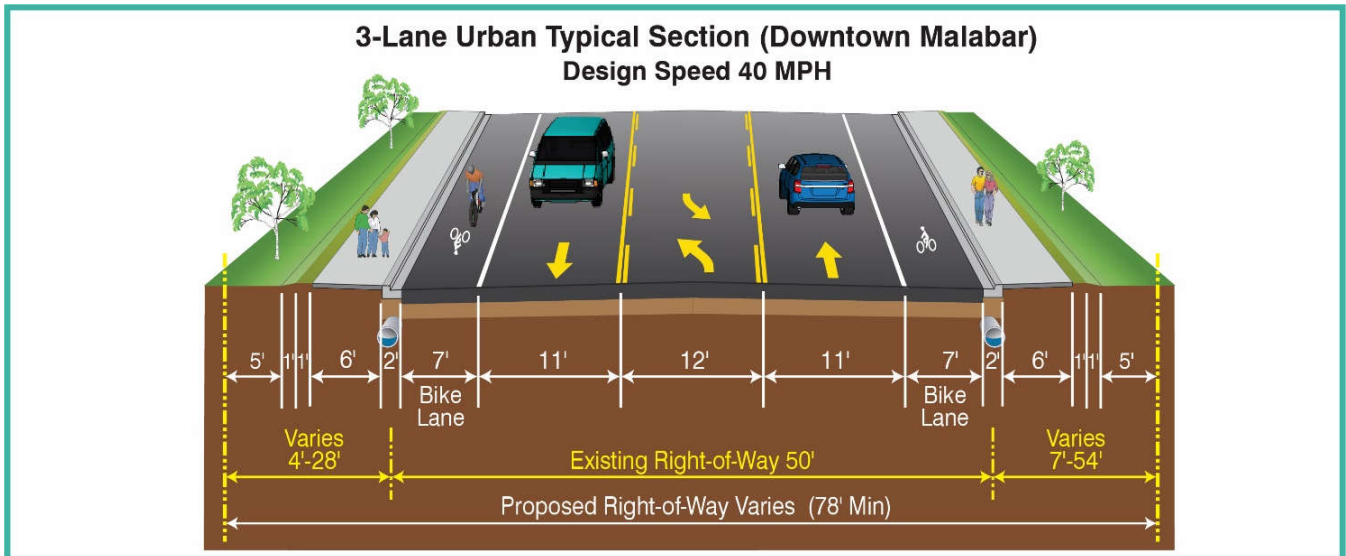 3-Lane Urban Typical Section (Downtown Malabar)
Design Speed 40 MPH
5' 1' 1' 6' 2' 7' 11' 12' 11' 7' 2' 6' 1' 1' 5'
Bike
Lane
Bike
Lane
Varies
4'-28'
Existing Right-of-Way 50'
Varies
7'-54'
Proposed Right-of-Way Varies (78' Min)